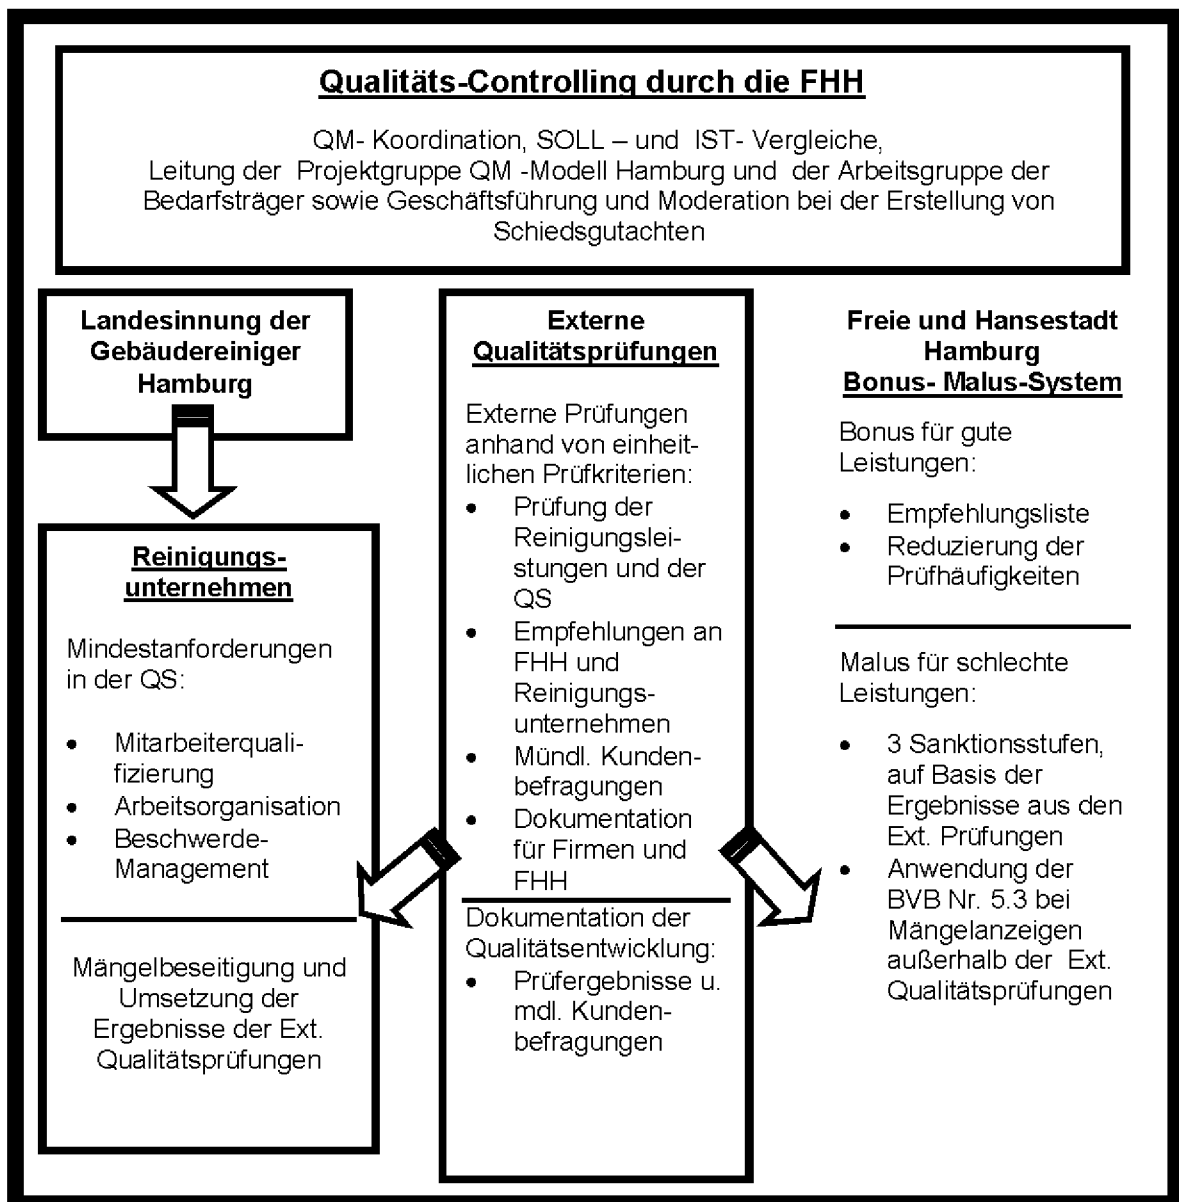 Qualitäts-Controlling durch die FHH
QM- Koordination, SOLL – und IST- Vergleiche,
Leitung der Projektgruppe QM -Modell Hamburg und der Arbeitsgruppe der
Bedarfsträger sowie Geschäftsführung und Moderation bei der Erstellung von
Schiedsgutachten
Landesinnung der
Gebäudereiniger
Hamburg
Reinigungs-
unternehmen
Mindestanforderungen
in der QS:
• Mitarbeiterquali-
fizierung
• Arbeitsorganisation
• Beschwerde-
Management
Mängelbeseitigung und
Umsetzung der
Ergebnisse der Ext.
Qualitätsprüfungen
Externe
Qualitätsprüfungen
Externe Prüfungen
anhand von einheit-
lichen Prüfkriterien:
• Prüfung der
Reinigungslei-
stungen und der
QS
• Empfehlungen an
FHH und
Reinigungs-
unternehmen
• Mündl. Kunden-
befragungen
• Dokumentation
für Firmen und
FHH
Dokumentation der
Qualitätsentwicklung:
• Prüfergebnisse u.
mdl. Kunden-
befragungen
Freie und Hansestadt
Hamburg
Bonus- Malus-System
Bonus für gute
Leistungen:
• Empfehlungsliste
• Reduzierung der
Prüfhäufigkeiten
Malus für schlechte
Leistungen:
• 3 Sanktionsstufen,
auf Basis der
Ergebnisse aus den
Ext. Prüfungen
• Anwendung der
BVB Nr. 5.3 bei
Mängelanzeigen
außerhalb der Ext.
Qualitätsprüfungen